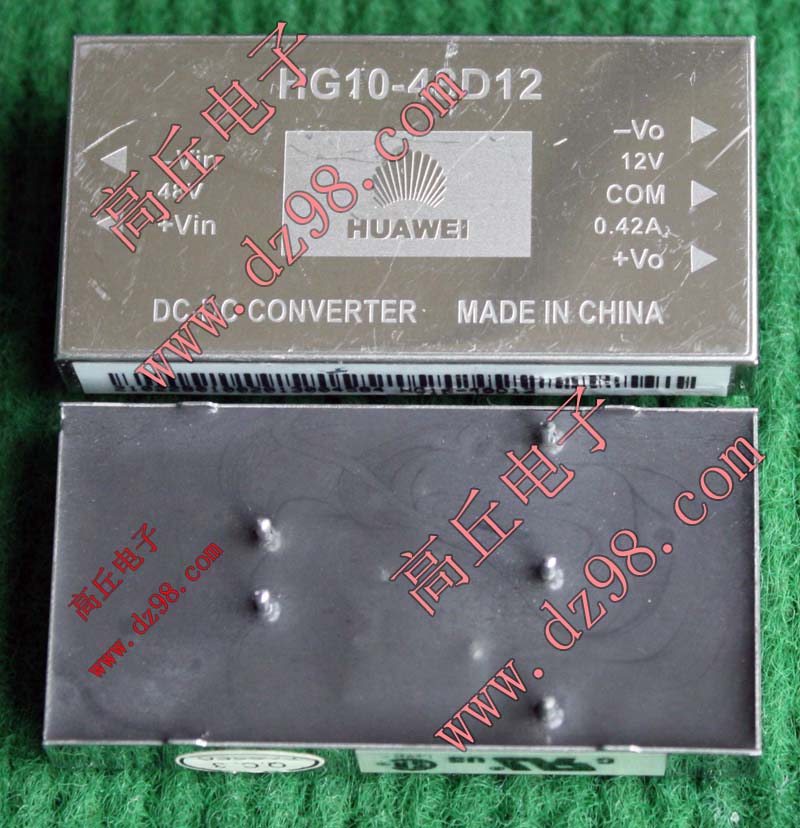 HG10-48D12
–Vin
48V
+Vin
HUAWEI
–Vo
12V
COM
0.42A
+Vo
DC-DC CONVERTER MADE IN CHINA
高丘电子
www.dz98.com
高丘电子
www.dz98.com
高丘电子
www.dz98.com
Q.C.3
C
US